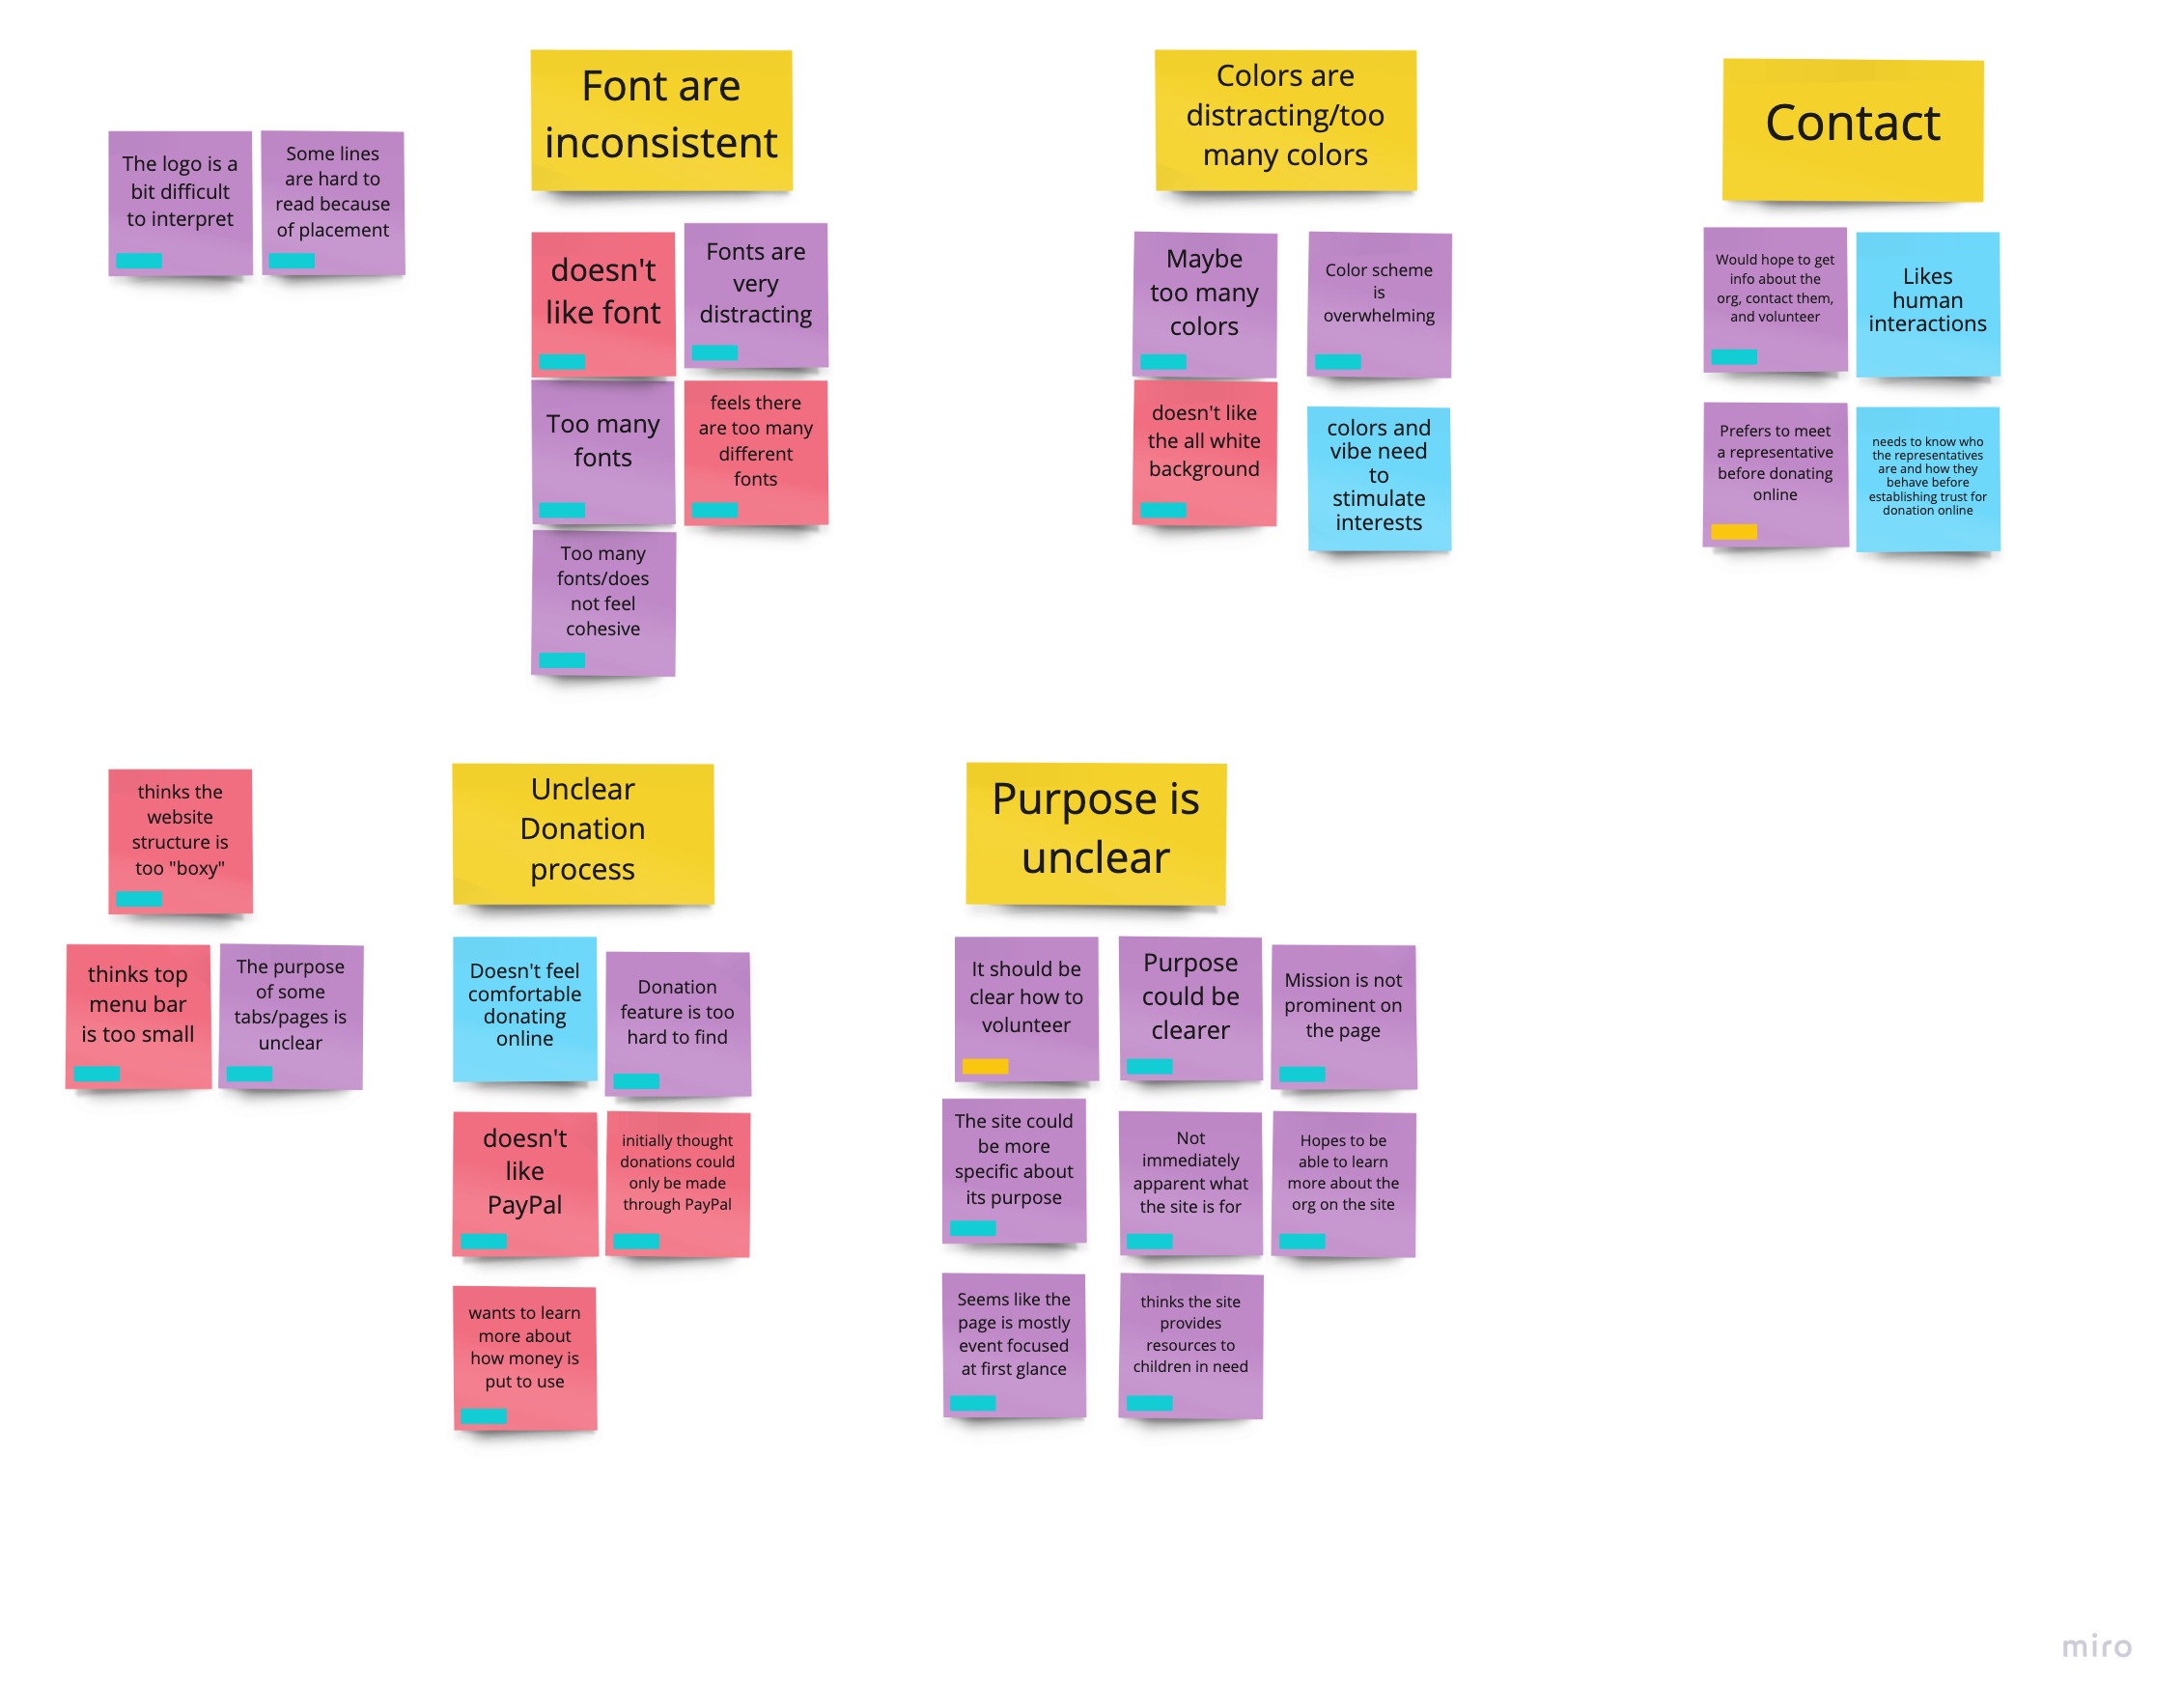 The logo is a
bit difficult
to interpret
Some lines
are hard to
read because
of placement
Font are
inconsistent
doesn't
like font
Fonts are
very
distracting
Too many
fonts
feels there
are too many
different
fonts
Too many
fonts/does
not feel
cohesive
Colors are
distracting/too
many colors
Maybe
too many
colors
Color scheme
is
overwhelming
doesn't like
the all white
background
colors and
vibe need
to
stimulate
interests
Contact
Would hope to get
info about the
org, contact them,
and volunteer
Likes
human
interactions
Prefers to meet
a representative
before donating
online
needs to know who
the representatives
are and how they
behave before
establishing trust for
donation online
thinks the
website
structure is
too "boxy"
thinks top
menu bar
is too small
The purpose
of some
tabs/pages is
unclear
Unclear
Donation
process
Doesn't feel
comfortable
donating
online
Donation
feature is too
hard to find
doesn't
like
PayPal
initially thought
donations could
only be made
through PayPal
wants to learn
more about
how money is
put to use
Purpose is
unclear
It should be
clear how to
volunteer
Purpose
could be
clearer
Mission is not
prominent on
the page
The site could
be more
specific about
its purpose
Not
immediately
apparent what
the site is for
Hopes to be
able to learn
more about the
org on the site
Seems like the
page is mostly
event focused
at first glance
thinks the site
provides
resources to
children in need
miro